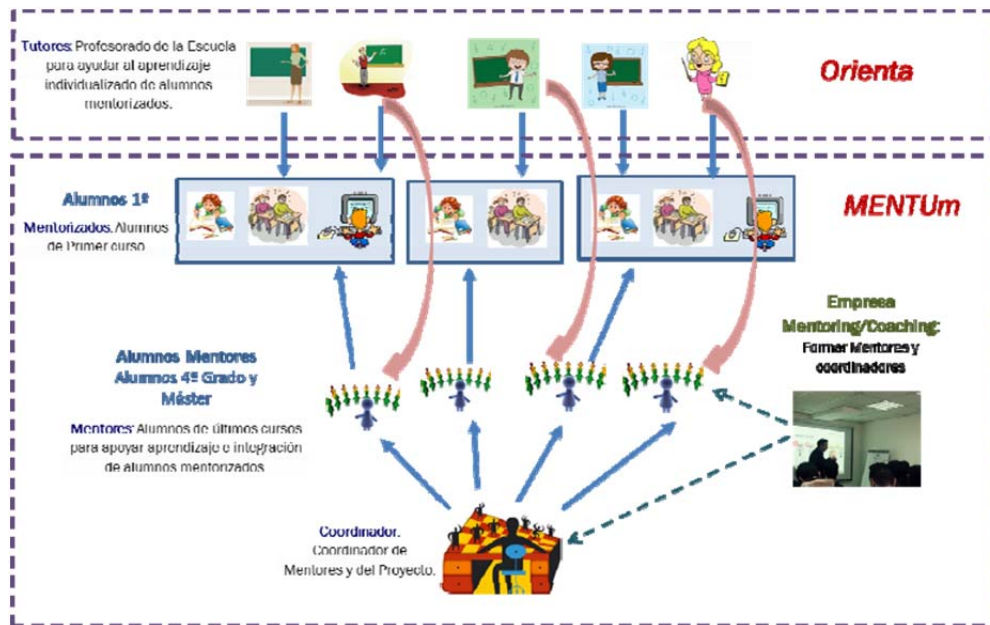 Tutores: Profesorado de la Escuela
para ayudar al aprendizaje
individualizado de alumnos
mentorizados.
Orienta
Alumnos 1º
Mentorizados. Alumnos
de Primer curso
MENTUm
Empresa
Mentoring/Coaching:
Formar Mentores y
coordinadores
Alumnos Mentores
Alumnos 4º Grado y
Máster
Mentores: Alumnos de últimos cursos
para apoyar aprendizaje e integración
de alumnos mentorizados
Coordinador.
Coordinador de
Mentores y del Proyecto.